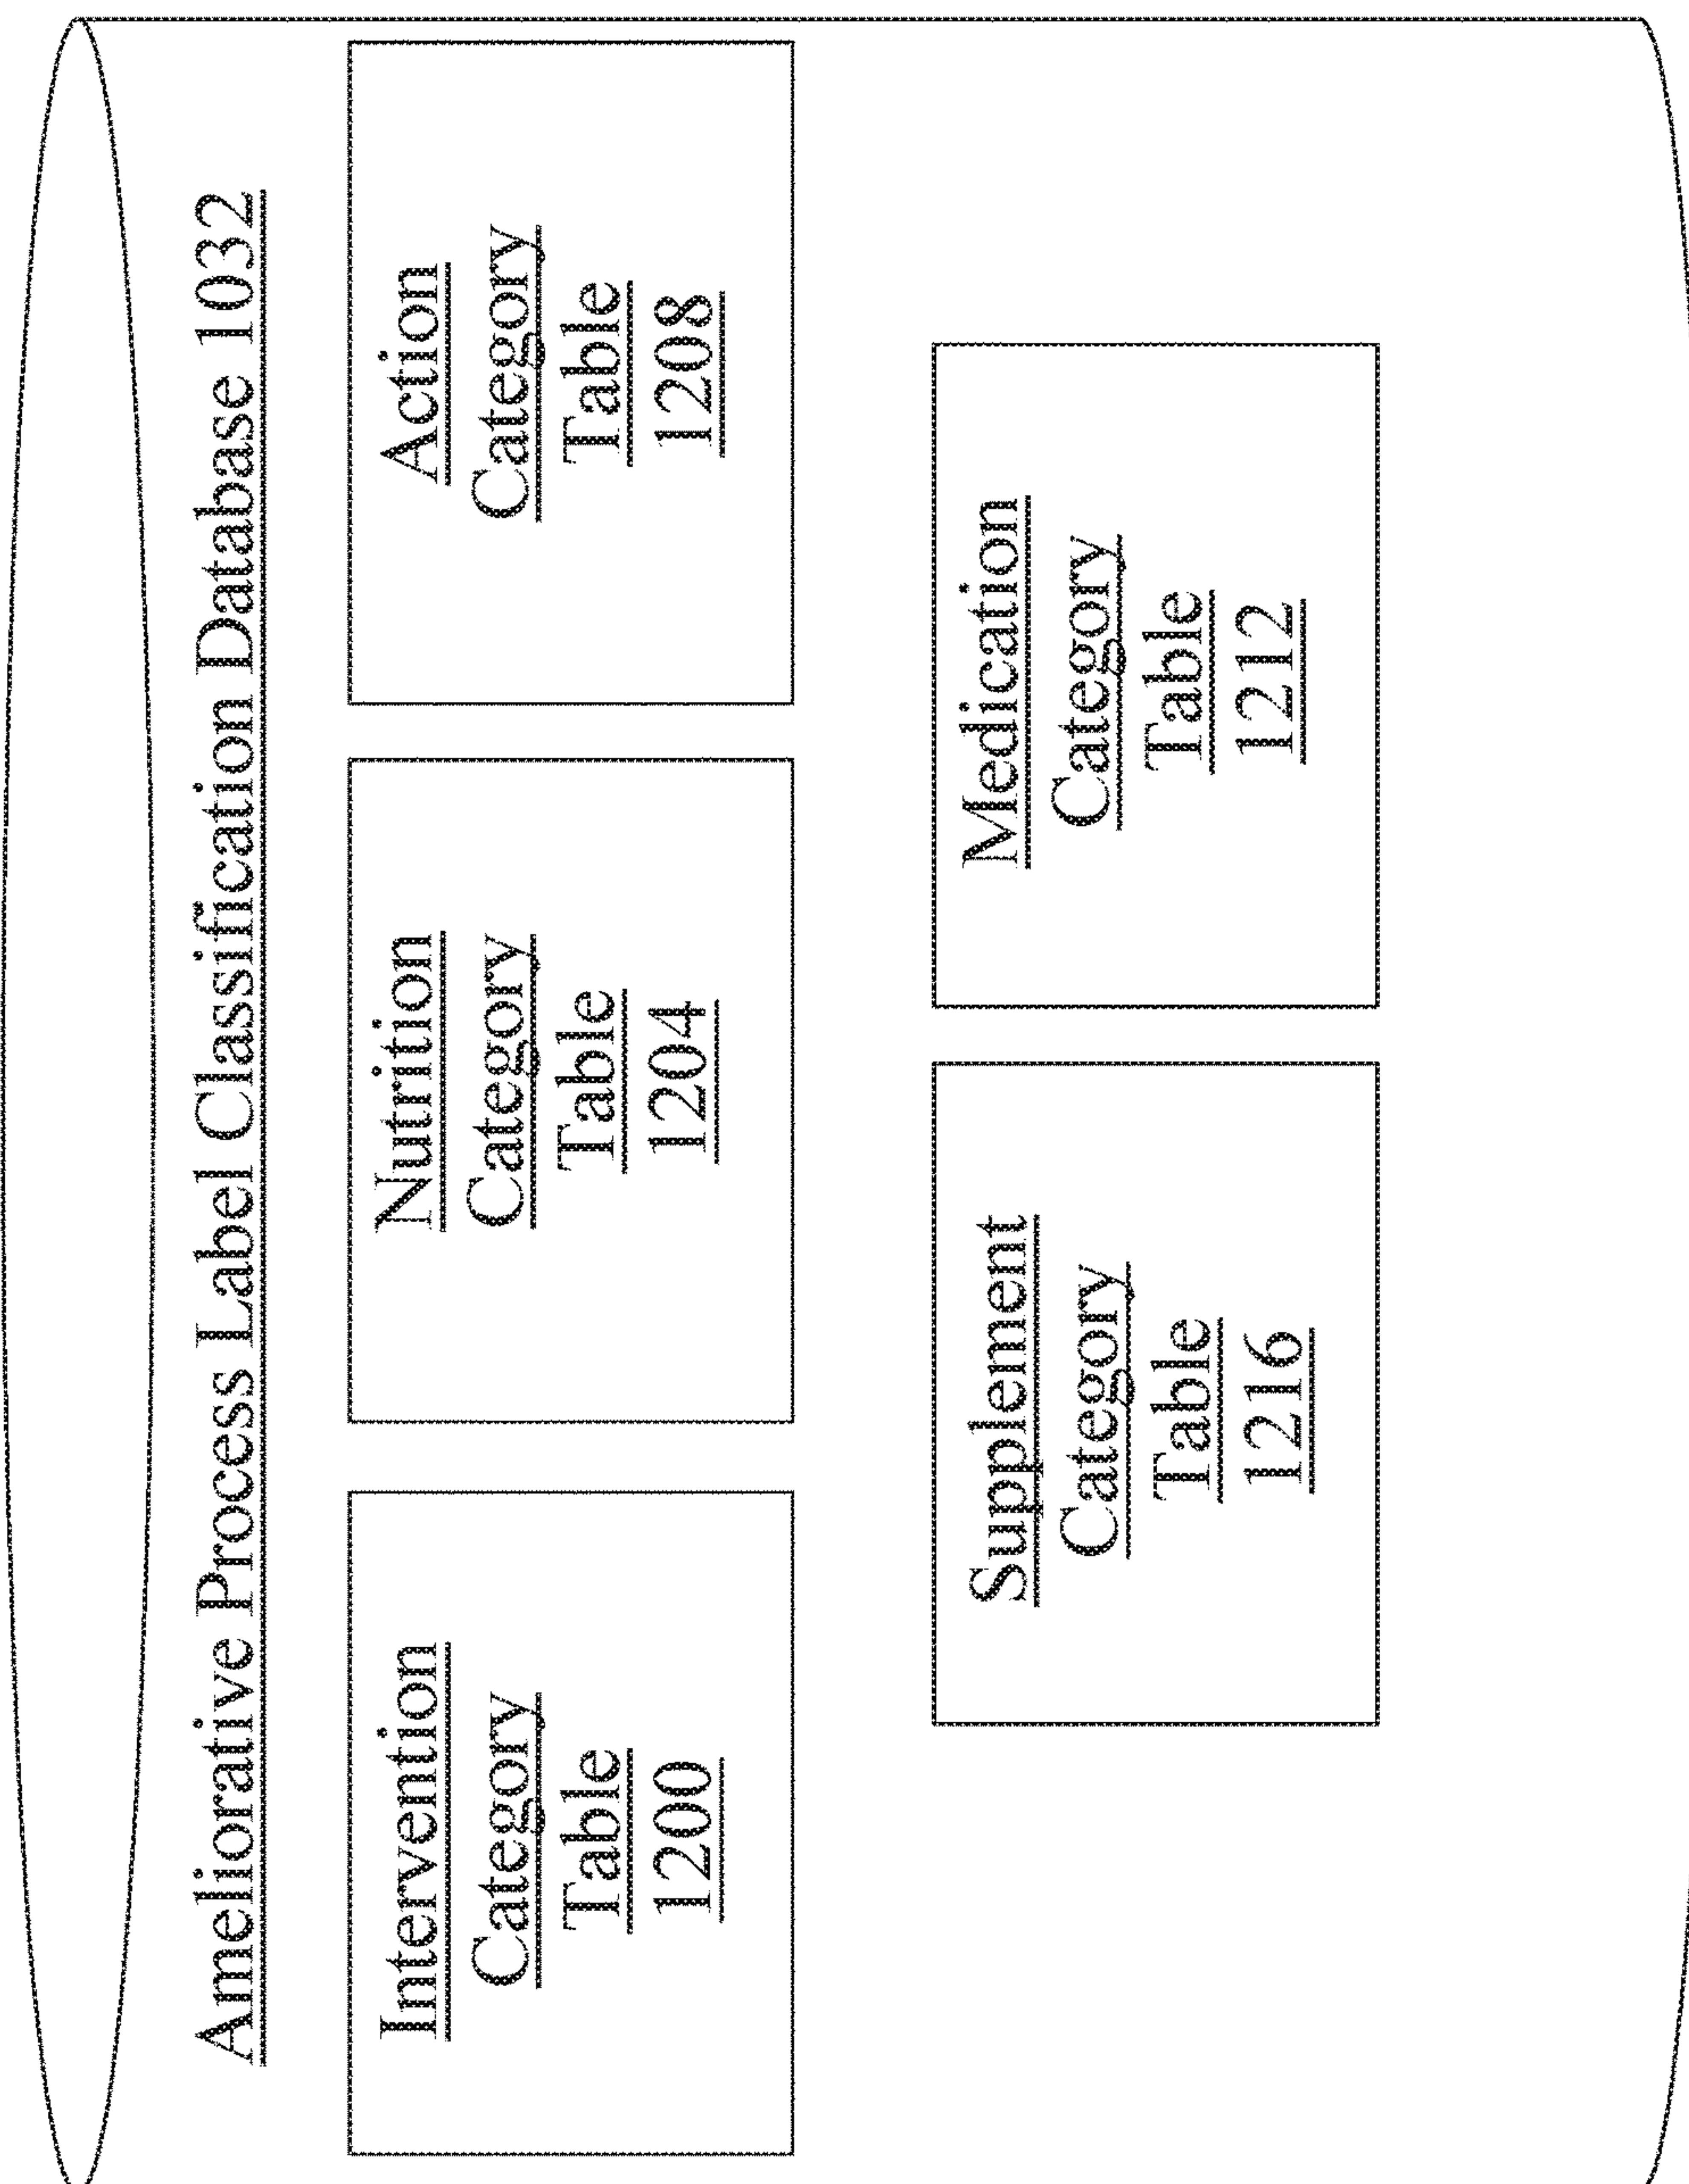 Ameliorative Process Label Classification Database 1032
Intervention
Category
Table
1200
Nutrition
Category
Table
1204
Action
Category
Table
1208
Supplement
Category
Table
1216
Medication
Category
Table
1212